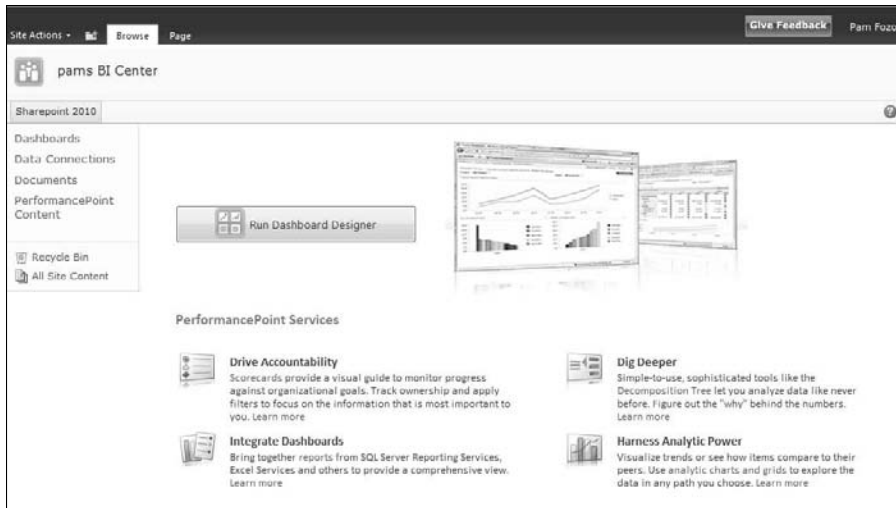 Give Feedback
Pam Fozo
Site Actions
Browse
Page
pams BI Center
Sharepoint 2010
Dashboards
Data Connections
Documents
PerformancePoint
Content
Recycle Bin
All Site Content
Run Dashboard Designer
PerformancePoint Services
Drive Accountability
Scorecards provide a visual guide to monitor progress
against organizational goals. Track ownership and apply
filters to focus on the information that is most important to
you. Learn more
Integrate Dashboards
Bring together reports from SQL Server Reporting Services,
Excel Services and others to provide a comprehensive view.
Learn more
Dig Deeper
Simple-to-use, sophisticated tools like the
Decomposition Tree let you analyze data like never
before. Figure out the "why" behind the numbers.
Learn more
Harness Analytic Power
Visualize trends or see how items compare to their
peers. Use analytic charts and grids to explore the
data in any path you choose. Learn more